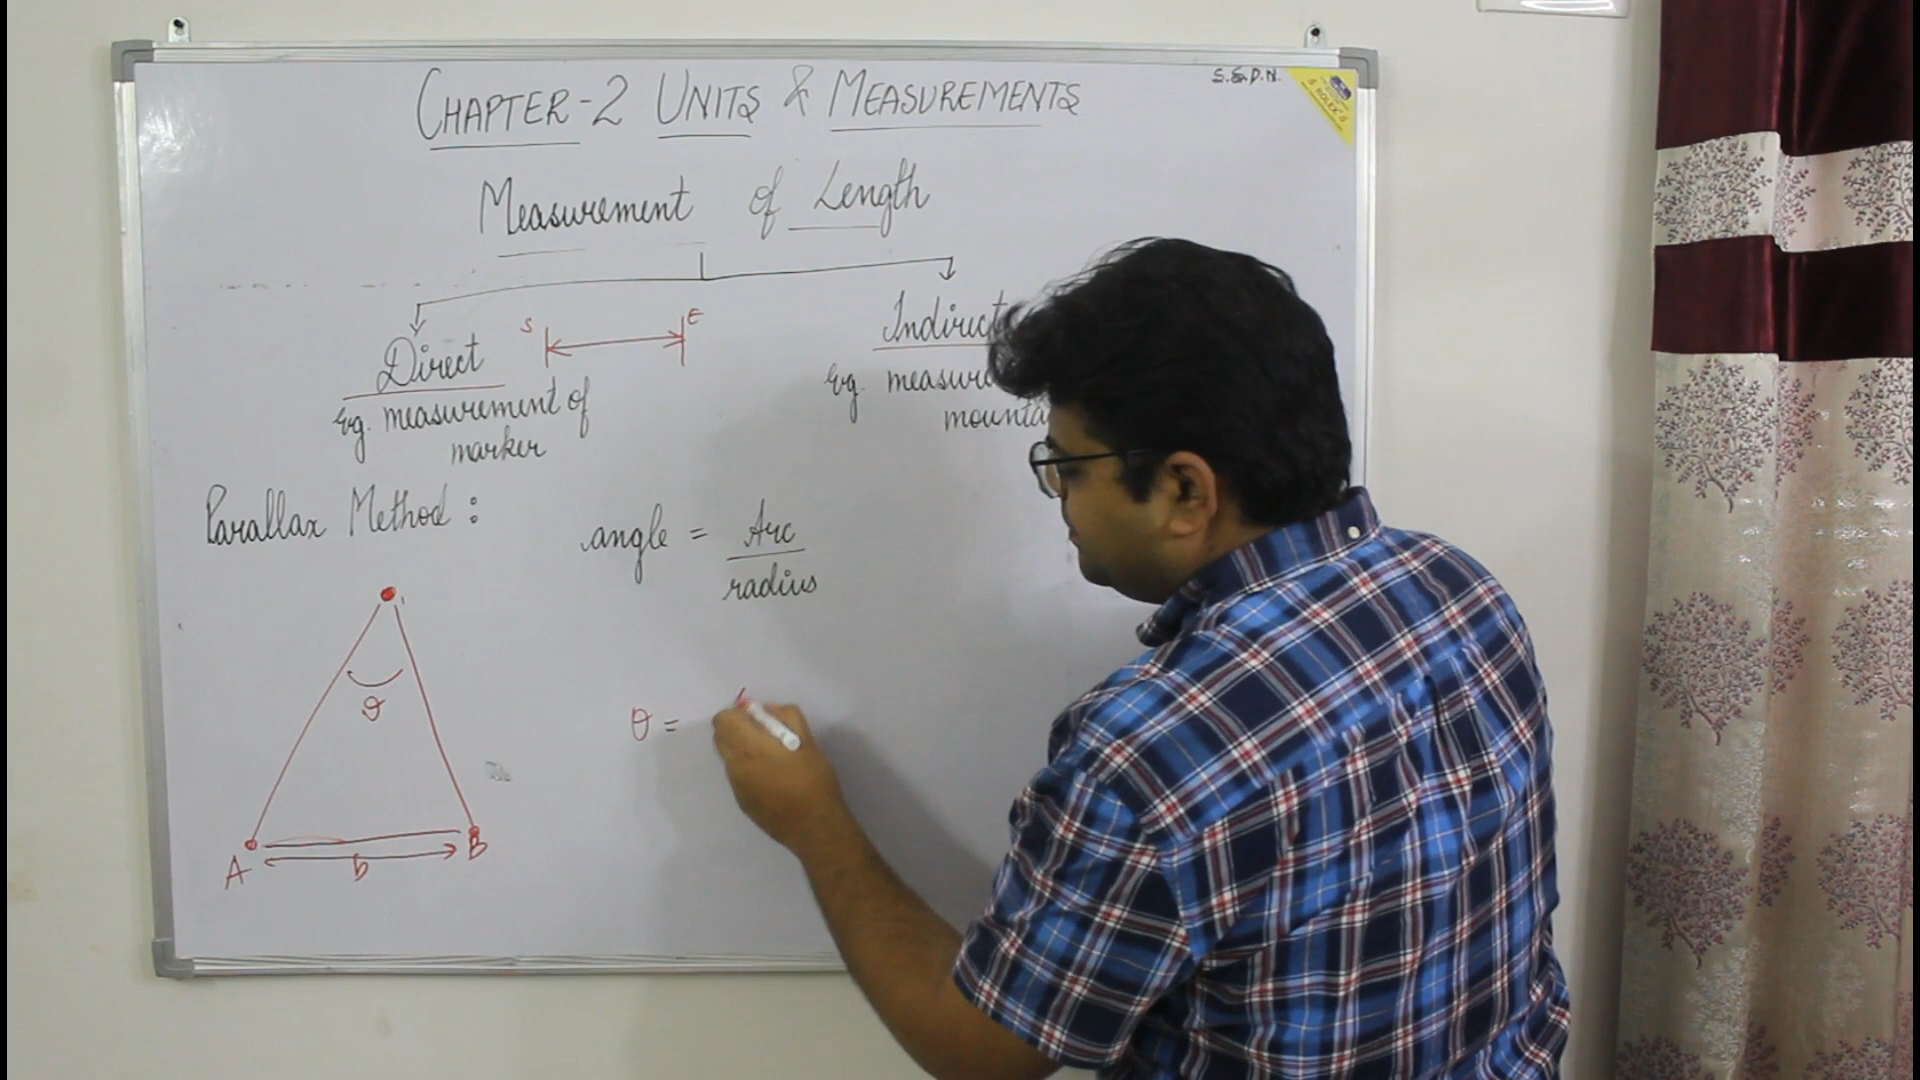 CHAPTER-2 UNITS & MEASUREMENTS
S.&D.N.
ROLEX
Measurement of Length
S E
Direct
Eg. measurement of
marker
Indirect
Eg. measure
mounta
Parallax Method :
angle = Arc
radius
θ
θ =
A b B